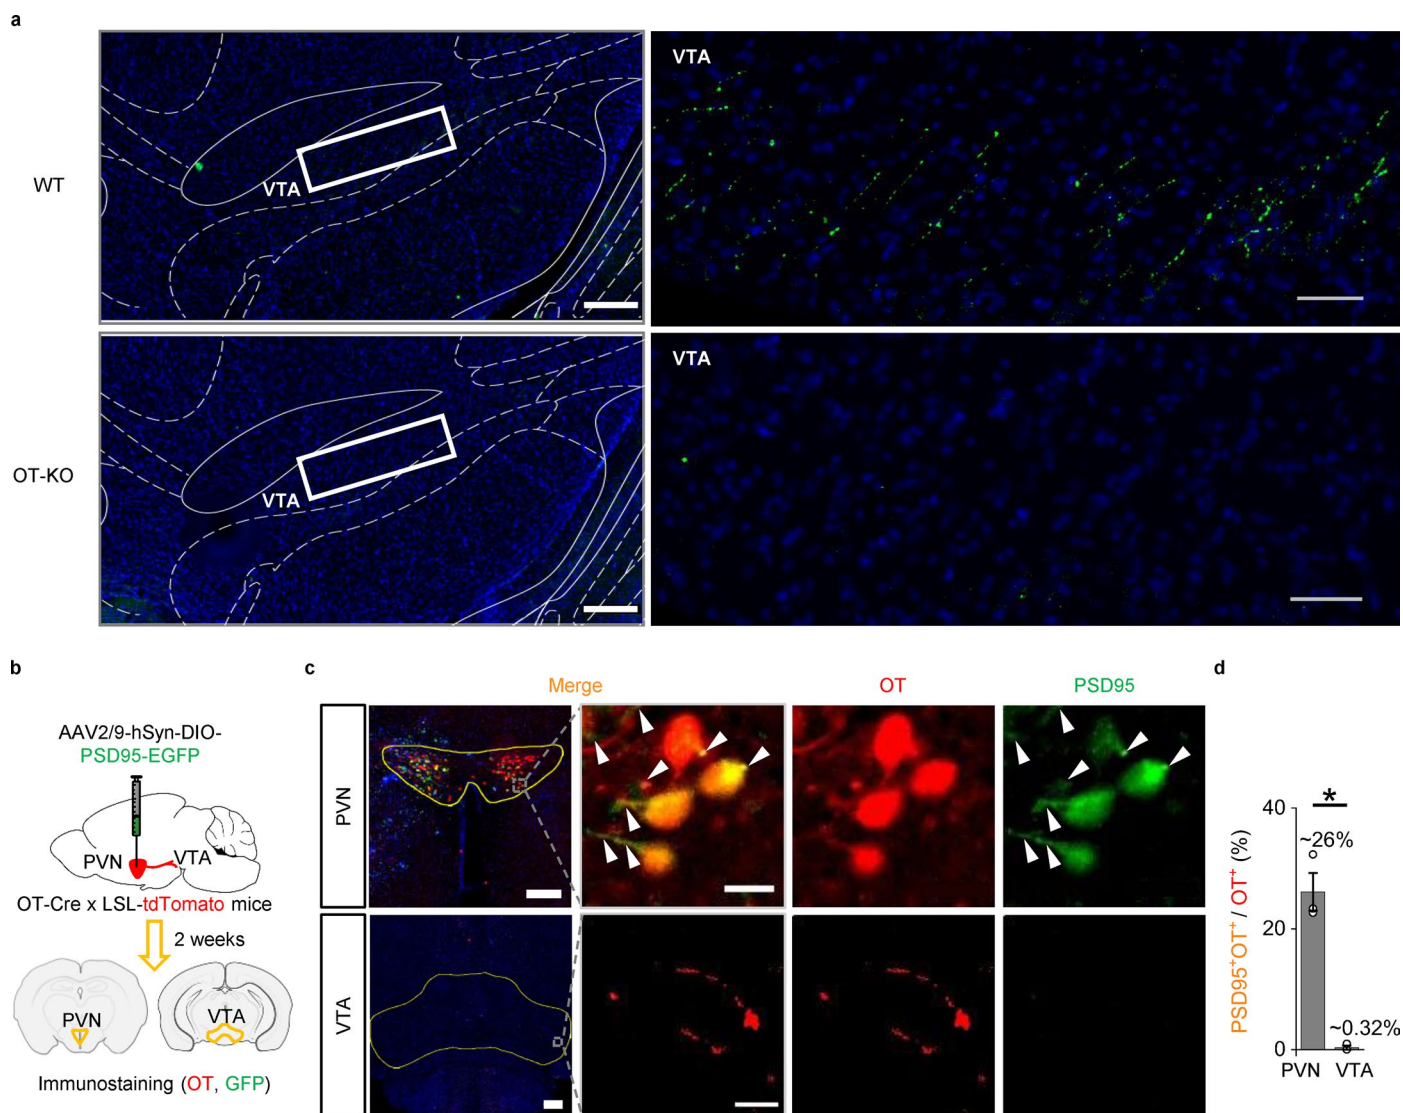 a
WT
VTA
VTA
OT-KO
VTA
VTA
b
AAV2/9-hSyn-DIO-
PSD95-EGFP
PVN
VTA
OT-Cre x LSL-tdTomato mice
2 weeks
PVN
VTA
Immunostaining (OT, GFP)
c
Merge
OT
PSD95
PVN
VTA
d
PSD95⁺OT⁺ / OT⁺ (%)
40
20
0
*
~26%
~0.32%
PVN
VTA